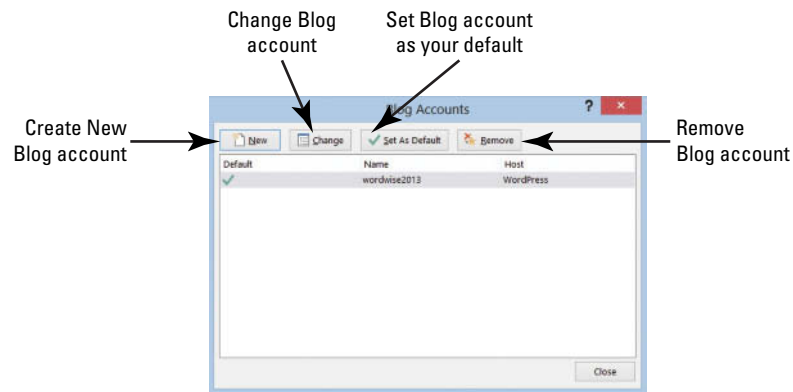 Change Blog
account
Set Blog account
as your default
Create New
Blog account
Remove
Blog account
Blog Accounts
?
New Change Set As Default Remove
Default Name Host
wordwise2013 WordPress
Close